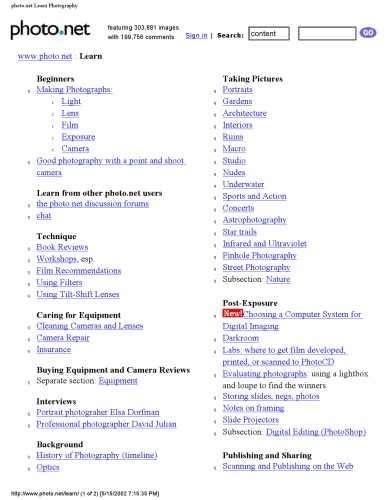 photo.net Learn Photography
photo.net
featuring 303,881 images
with 199,756 comments
Sign in | Search: content GO
www.photo.net : Learn
Beginners
Making Photographs:
Light
Lens
Film
Exposure
Camera
Good photography with a point and shoot
camera
Learn from other photo.net users
the photo.net discussion forums
chat
Technique
Book Reviews
Workshops, esp.
Film Recommendations
Using Filters
Using Tilt-Shift Lenses
Caring for Equipment
Cleaning Cameras and Lenses
Camera Repair
Insurance
Buying Equipment and Camera Reviews
Separate section: Equipment
Interviews
Portrait photograher Elsa Dorfman
Professional photographer David Julian
Background
History of Photography (timeline)
Optics
Taking Pictures
Portraits
Gardens
Architecture
Interiors
Ruins
Macro
Studio
Nudes
Underwater
Sports and Action
Concerts
Astrophotography
Star trails
Infrared and Ultraviolet
Pinhole Photography
Street Photography
Subsection: Nature
Post-Exposure
New! Choosing a Computer System for
Digital Imaging
Darkroom
Labs: where to get film developed,
printed, or scanned to PhotoCD
Evaluating photographs: using a lightbox
and loupe to find the winners
Storing slides, negs, photos
Notes on framing
Slide Projectors
Subsection: Digital Editing (PhotoShop)
Publishing and Sharing
Scanning and Publishing on the Web
http://www.photo.net/learn/ (1 of 2) [5/15/2002 7:15:35 PM]